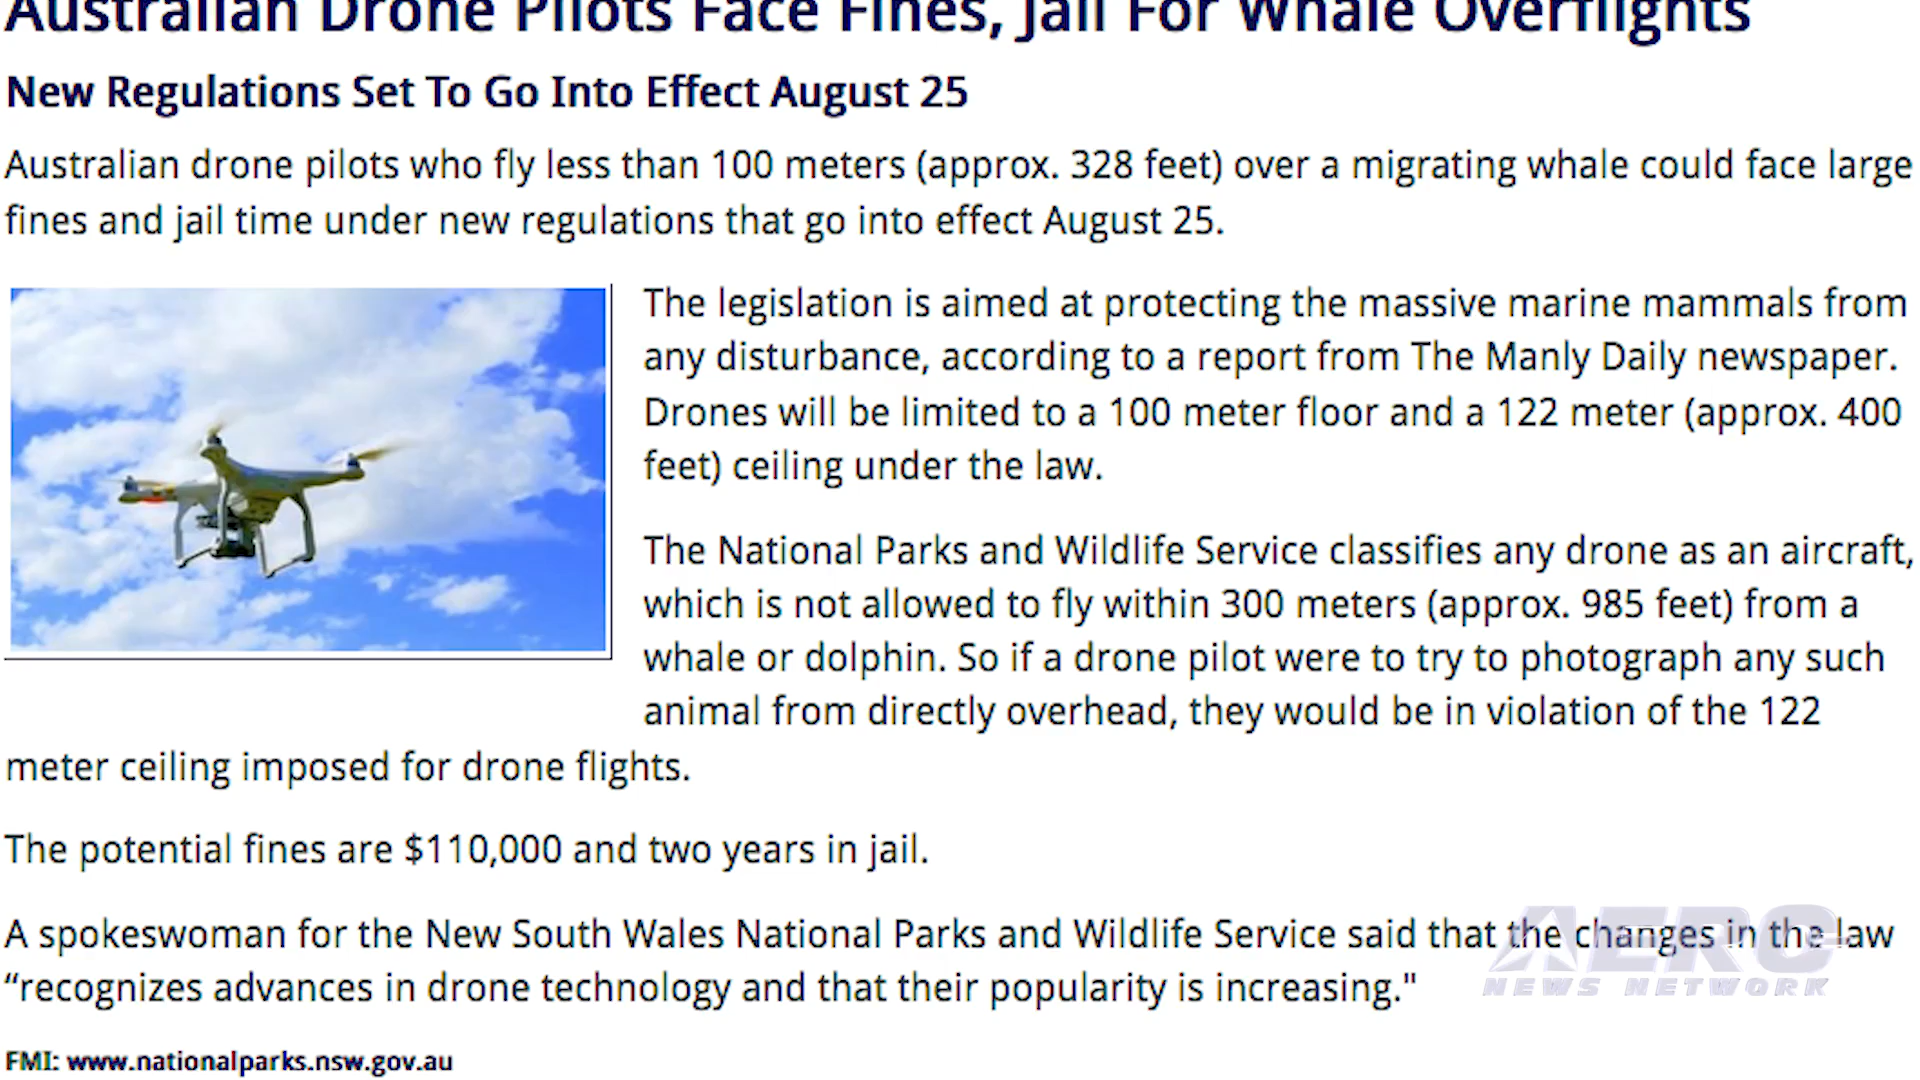 Australian Drone Pilots Face Fines, Jail For Whale Overflights
New Regulations Set To Go Into Effect August 25
Australian drone pilots who fly less than 100 meters (approx. 328 feet) over a migrating whale could face large
fines and jail time under new regulations that go into effect August 25.
The legislation is aimed at protecting the massive marine mammals from
any disturbance, according to a report from The Manly Daily newspaper.
Drones will be limited to a 100 meter floor and a 122 meter (approx. 400
feet) ceiling under the law.
The National Parks and Wildlife Service classifies any drone as an aircraft,
which is not allowed to fly within 300 meters (approx. 985 feet) from a
whale or dolphin. So if a drone pilot were to try to photograph any such
animal from directly overhead, they would be in violation of the 122
meter ceiling imposed for drone flights.
The potential fines are $110,000 and two years in jail.
A spokeswoman for the New South Wales National Parks and Wildlife Service said that the changes in the law
“recognizes advances in drone technology and that their popularity is increasing."
AERO
NEWS NETWORK
FMI: www.nationalparks.nsw.gov.au